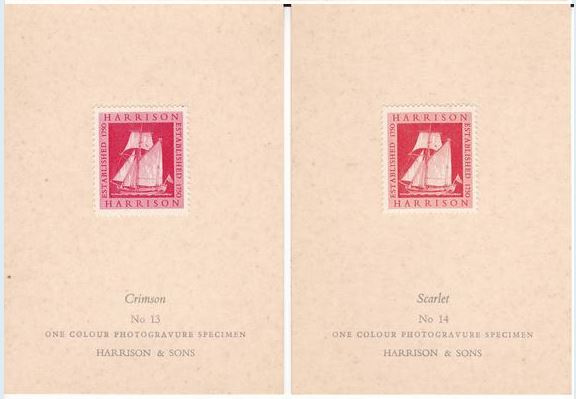 HARRISON
ESTABLISHED 1750
ESTABLISHED 1750
HARRISON
Crimson
No 13
ONE COLOUR PHOTOGRAVURE SPECIMEN
HARRISON & SONS
HARRISON
ESTABLISHED 1750
ESTABLISHED 1750
HARRISON
Scarlet
No 14
ONE COLOUR PHOTOGRAVURE SPECIMEN
HARRISON & SONS